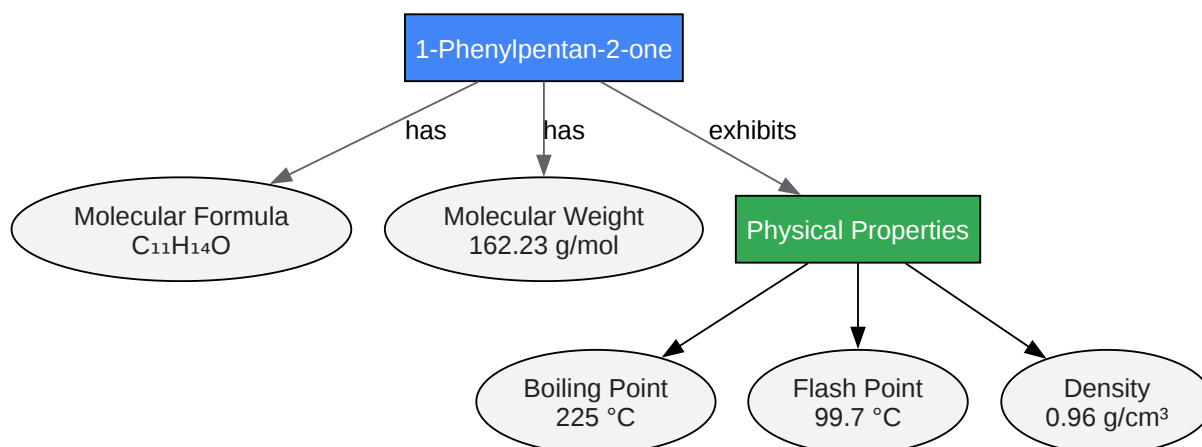 1-Phenylpentan-2-one
has
has
exhibits
Molecular Formula
C₁₁H₁₄O
Molecular Weight
162.23 g/mol
Physical Properties
Boiling Point
225 °C
Flash Point
99.7 °C
Density
0.96 g/cm³